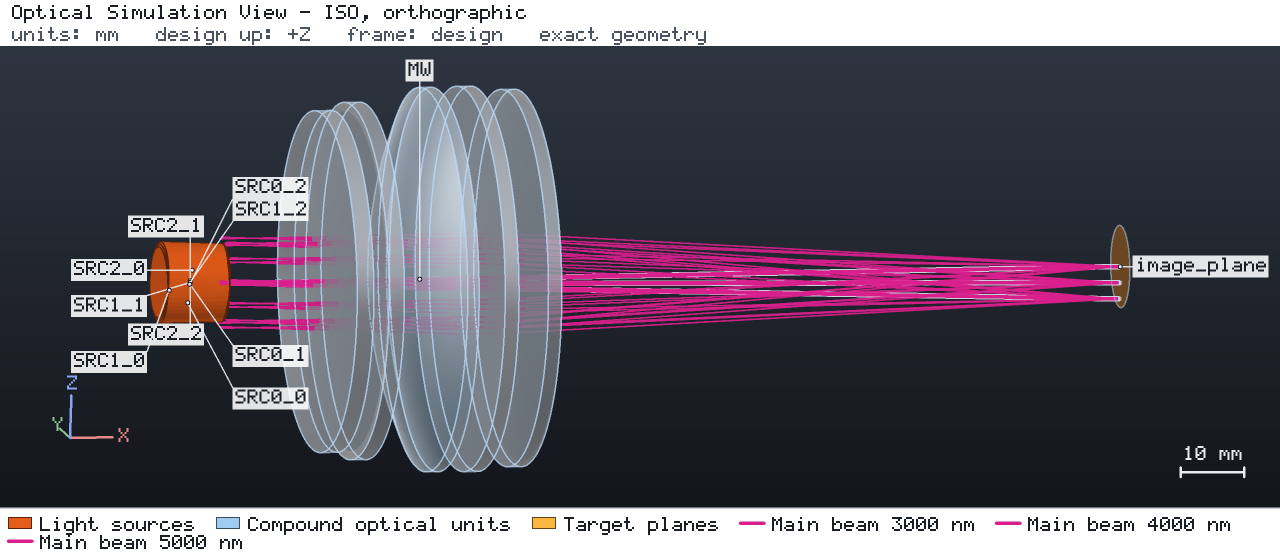 Optical Simulation View - ISO, orthographic
units: mm   design up: +Z   frame: design   exact geometry
MW
SRC0_2
SRC1_2
SRC2_1
SRC2_0
image_plane
SRC1_1
SRC2_2
SRC1_0
SRC0_1
SRC0_0
Z
Y
X
10 mm
Light sources   Compound optical units   Target planes   Main beam 3000 nm   Main beam 4000 nm
Main beam 5000 nm